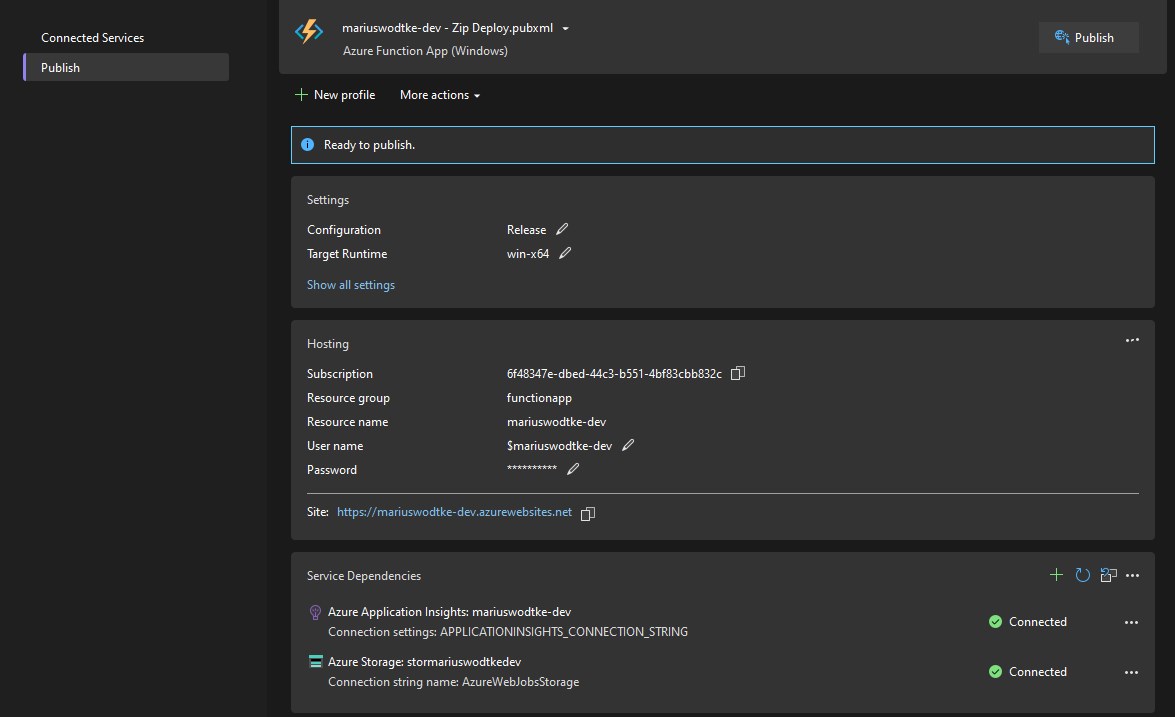 Connected Services
Publish
mariuswodtke-dev - Zip Deploy.pubxml
Azure Function App (Windows)
Publish
New profile More actions
Ready to publish.
Settings
Configuration Release
Target Runtime win-x64
Show all settings
Hosting
Subscription 6f48347e-dbed-44c3-b551-4bf83cbb832c
Resource group functionapp
Resource name mariuswodtke-dev
User name $mariuswodtke-dev
Password **********
Site: https://mariuswodtke-dev.azurewebsites.net
Service Dependencies
Azure Application Insights: mariuswodtke-dev
Connection settings: APPLICATIONINSIGHTS_CONNECTION_STRING
Connected
Azure Storage: stormariuswodtkedev
Connection string name: AzureWebJobsStorage
Connected